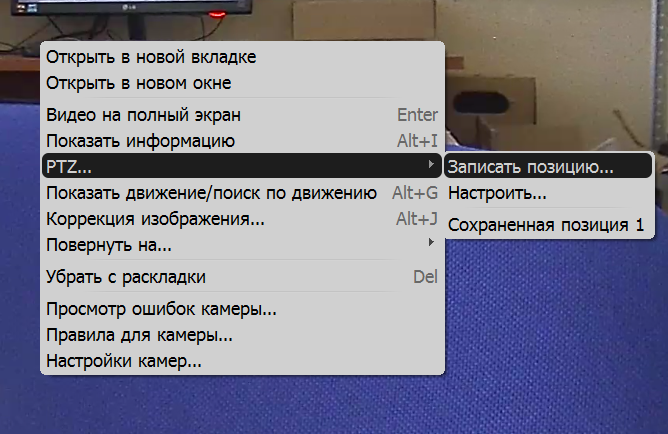 LG
Открыть в новой вкладке
Открыть в новом окне
Видео на полный экран Enter
Показать информацию Alt+I
PTZ...
Записать позицию...
Показать движение/поиск по движению Alt+G
Настроить...
Коррекция изображения... Alt+J
Сохраненная позиция 1
Повернуть на...
Убрать с раскладки Del
Просмотр ошибок камеры...
Правила для камеры...
Настройки камер...